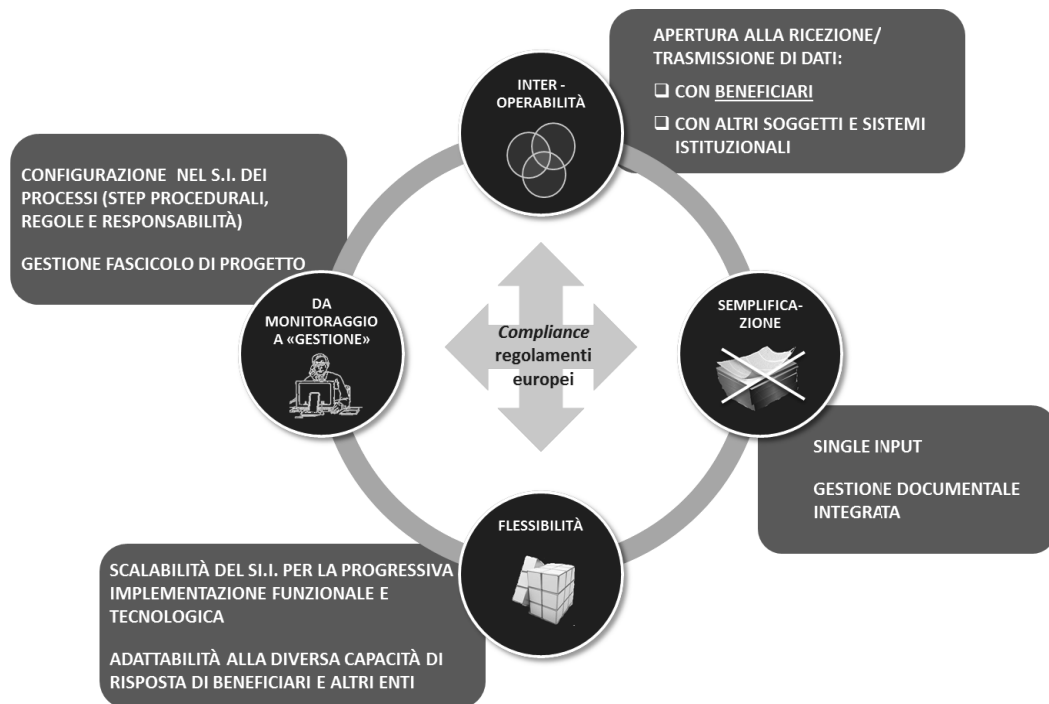 INTER -
OPERABILITÀ
APERTURA ALLA RICEZIONE/
TRASMISSIONE DI DATI:
❑ CON BENEFICIARI
❑ CON ALTRI SOGGETTI E SISTEMI
ISTITUZIONALI
CONFIGURAZIONE NEL S.I. DEI
PROCESSI (STEP PROCEDURALI,
REGOLE E RESPONSABILITÀ)
GESTIONE FASCICOLO DI PROGETTO
DA
MONITORAGGIO
A «GESTIONE»
Compliance
regolamenti
europei
SEMPLIFICA-
ZIONE
SINGLE INPUT
GESTIONE DOCUMENTALE
INTEGRATA
FLESSIBILITÀ
SCALABILITÀ DEL SI.I. PER LA PROGRESSIVA
IMPLEMENTAZIONE FUNZIONALE E
TECNOLOGICA
ADATTABILITÀ ALLA DIVERSA CAPACITÀ DI
RISPOSTA DI BENEFICIARI E ALTRI ENTI